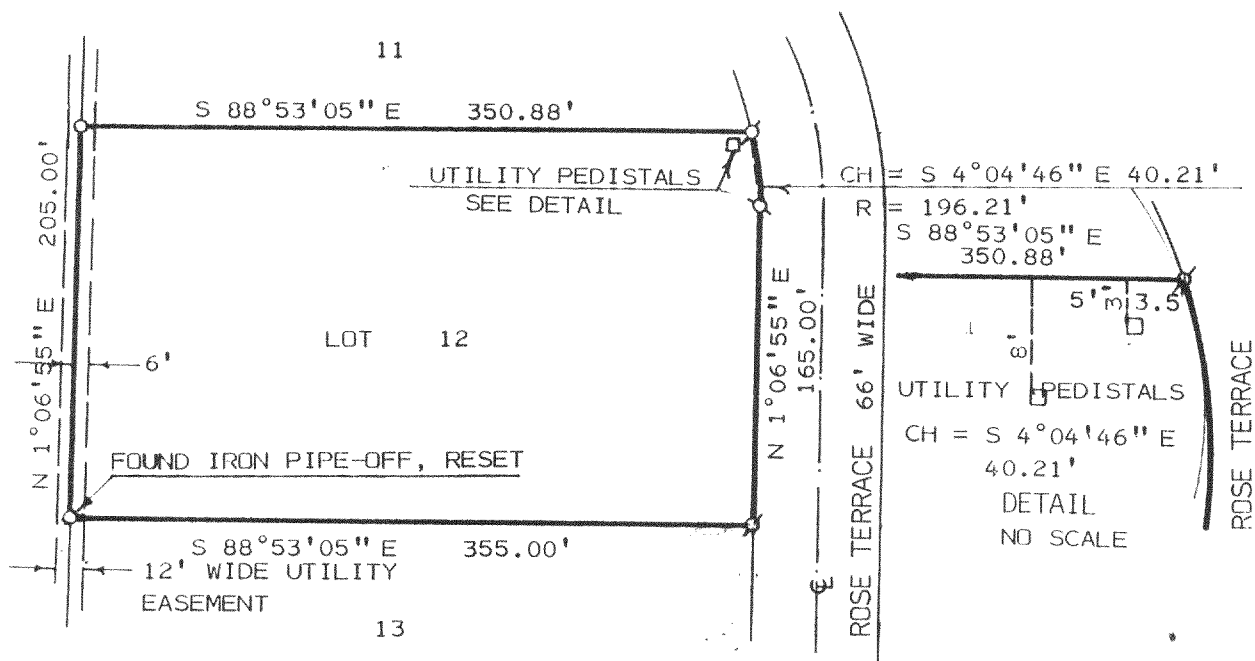 11
S 88°53'05" E 350.88'
UTILITY PEDISTALS
SEE DETAIL
CH = S 4°04'46" E 40.21'
R = 196.21'
S 88°53'05" E
350.88'
N 1°06'55" E 205.00'
LOT 12
6'
N 1°06'55" E
165.00'
ROSE TERRACE 66' WIDE
5'
3'
3.5'
8'
UTILITY PEDISTALS
CH = S 4°04'46" E
40.21'
DETAIL
NO SCALE
ROSE TERRACE
FOUND IRON PIPE-OFF, RESET
S 88°53'05" E 355.00'
12' WIDE UTILITY
EASEMENT
13